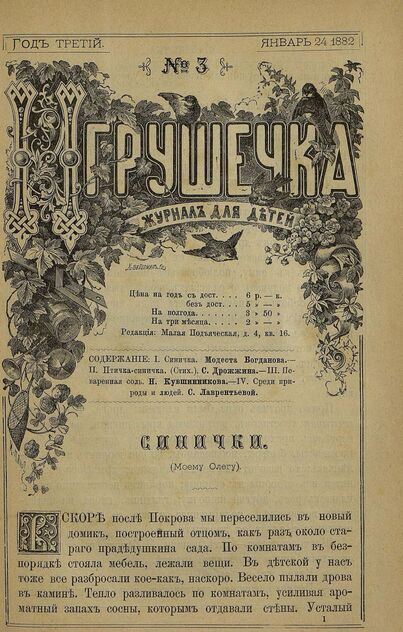 Годъ третій.
Январь 24 1882
№ 3
Игрушечка
журналъ для дѣтей
Цѣна на годъ съ дост. . . . . 6 р. — к.
безъ дост. . . . . 5 » — »
На полгода. . . . . . . . 3 » 50 »
На три мѣсяца. . . . . . . 2 » — »
Редакція: Малая Подъяческая, д. 4, кв. 16.
СОДЕРЖАНІЕ: I. Синичка. Модеста Богданова.—
II. Птичка-синичка. (Стих.). С. Дрожжина.—III. По-
варенная соль. Н. Кувшинникова.—IV. Среди при-
роды и людей. С. Лаврентьевой.
СИНИЧКИ.
(Моему Олегу).
ВСКОРѢ послѣ Покрова мы переселились въ новый
домикъ, построенный отцомъ, какъ разъ около ста-
раго прадѣдушкина сада. По комнатамъ въ без-
порядкѣ стояла мебель, лежали вещи. Въ дѣтской у насъ
тоже все разбросали кое-какъ, наскоро. Весело пылали дрова
въ каминѣ. Тепло разливалось по комнатамъ, усиливая аро-
матный запахъ сосны, которымъ отдавали стѣны. Усталый
1